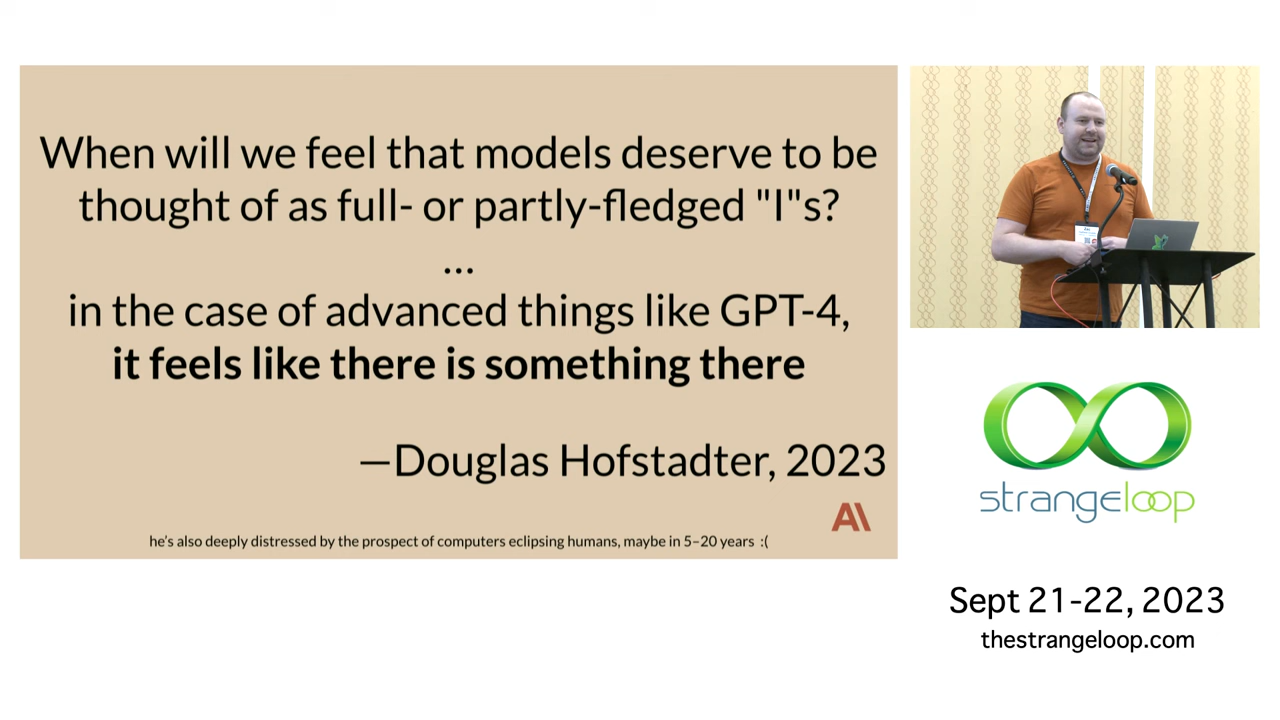 When will we feel that models deserve to be
thought of as full- or partly-fledged "I"s?
...
in the case of advanced things like GPT-4,
it feels like there is something there
—Douglas Hofstadter, 2023
A\
he's also deeply distressed by the prospect of computers eclipsing humans, maybe in 5–20 years :(
strangeloop
Sept 21-22, 2023
thestrangeloop.com